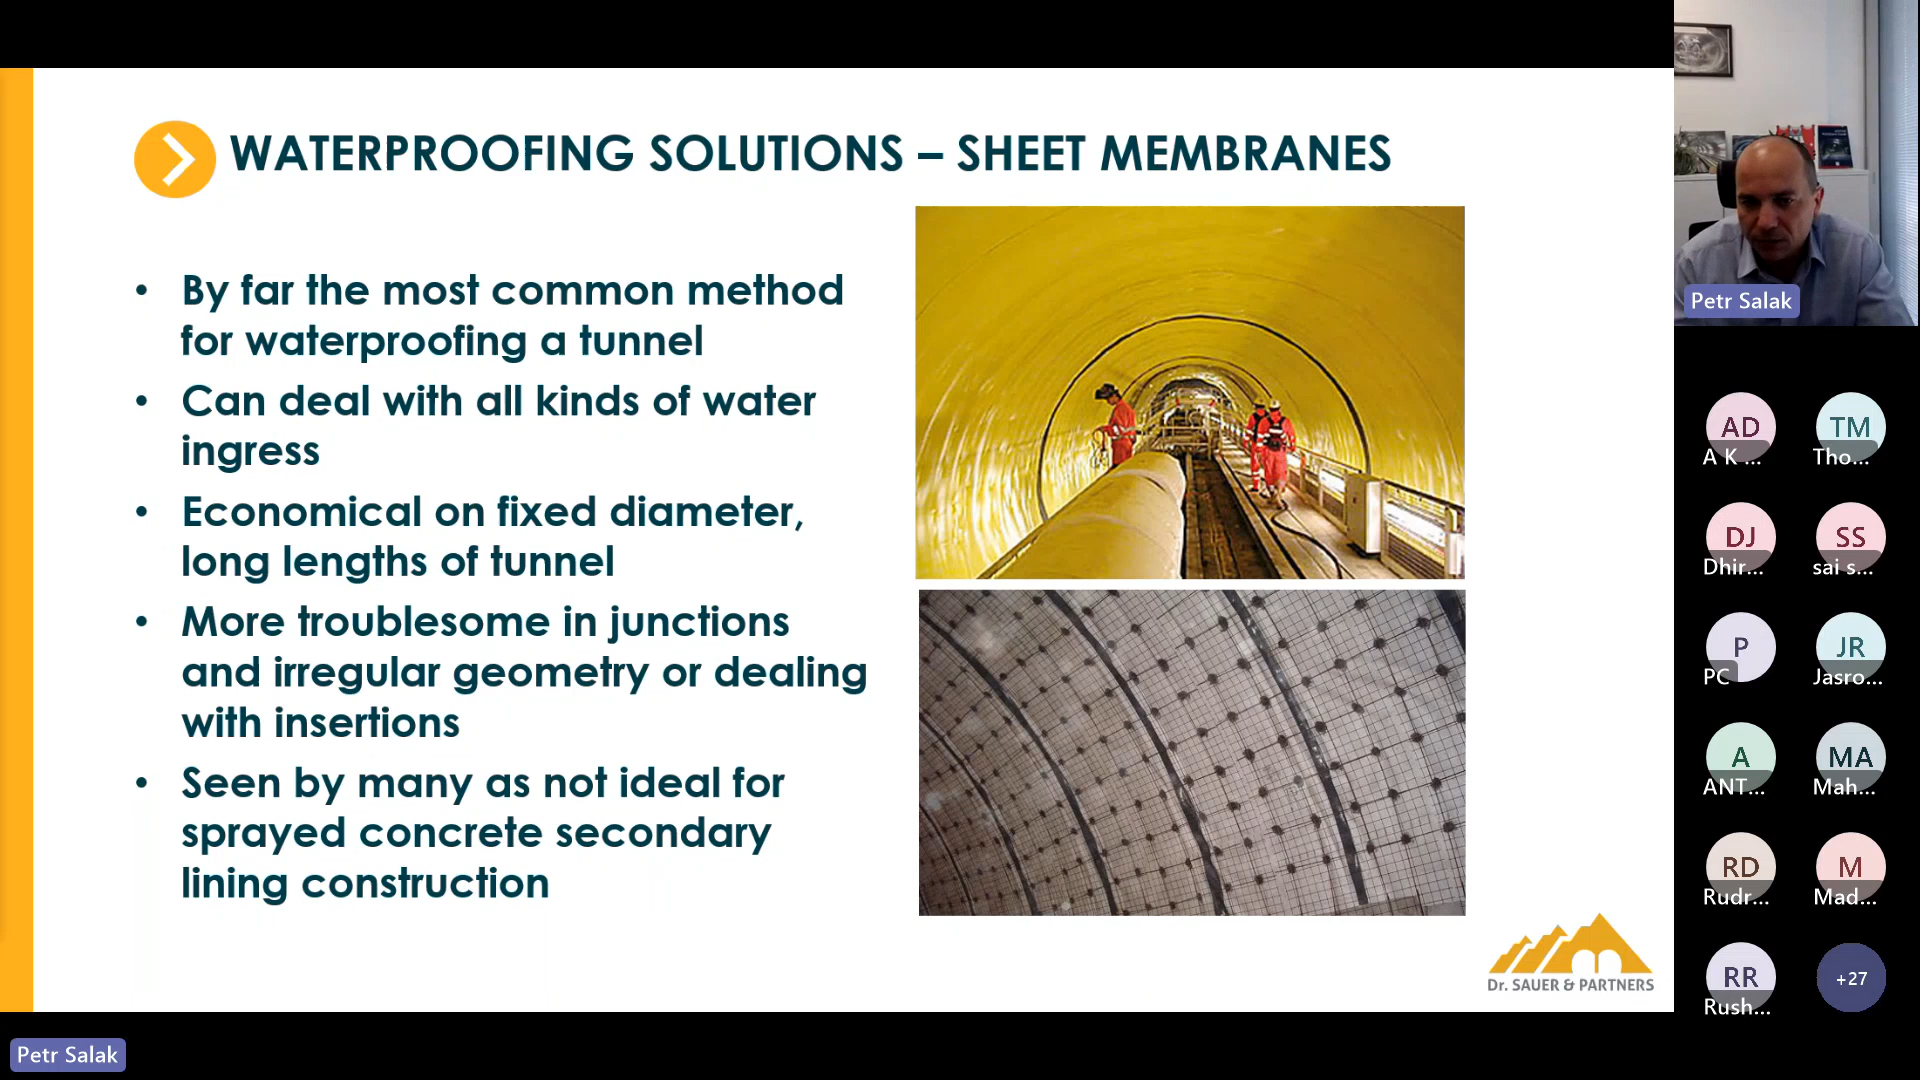 WATERPROOFING SOLUTIONS – SHEET MEMBRANES
• By far the most common method
for waterproofing a tunnel
• Can deal with all kinds of water
ingress
• Economical on fixed diameter,
long lengths of tunnel
• More troublesome in junctions
and irregular geometry or dealing
with insertions
• Seen by many as not ideal for
sprayed concrete secondary
lining construction
Dr. SAUER & PARTNERS
Petr Salak
Petr Salak
AD
A K ...
TM
Tho...
DJ
Dhir...
SS
sai s...
P
PC
JR
Jasro...
A
ANT...
MA
Mah...
RD
Rudr...
M
Mad...
RR
Rush...
+27